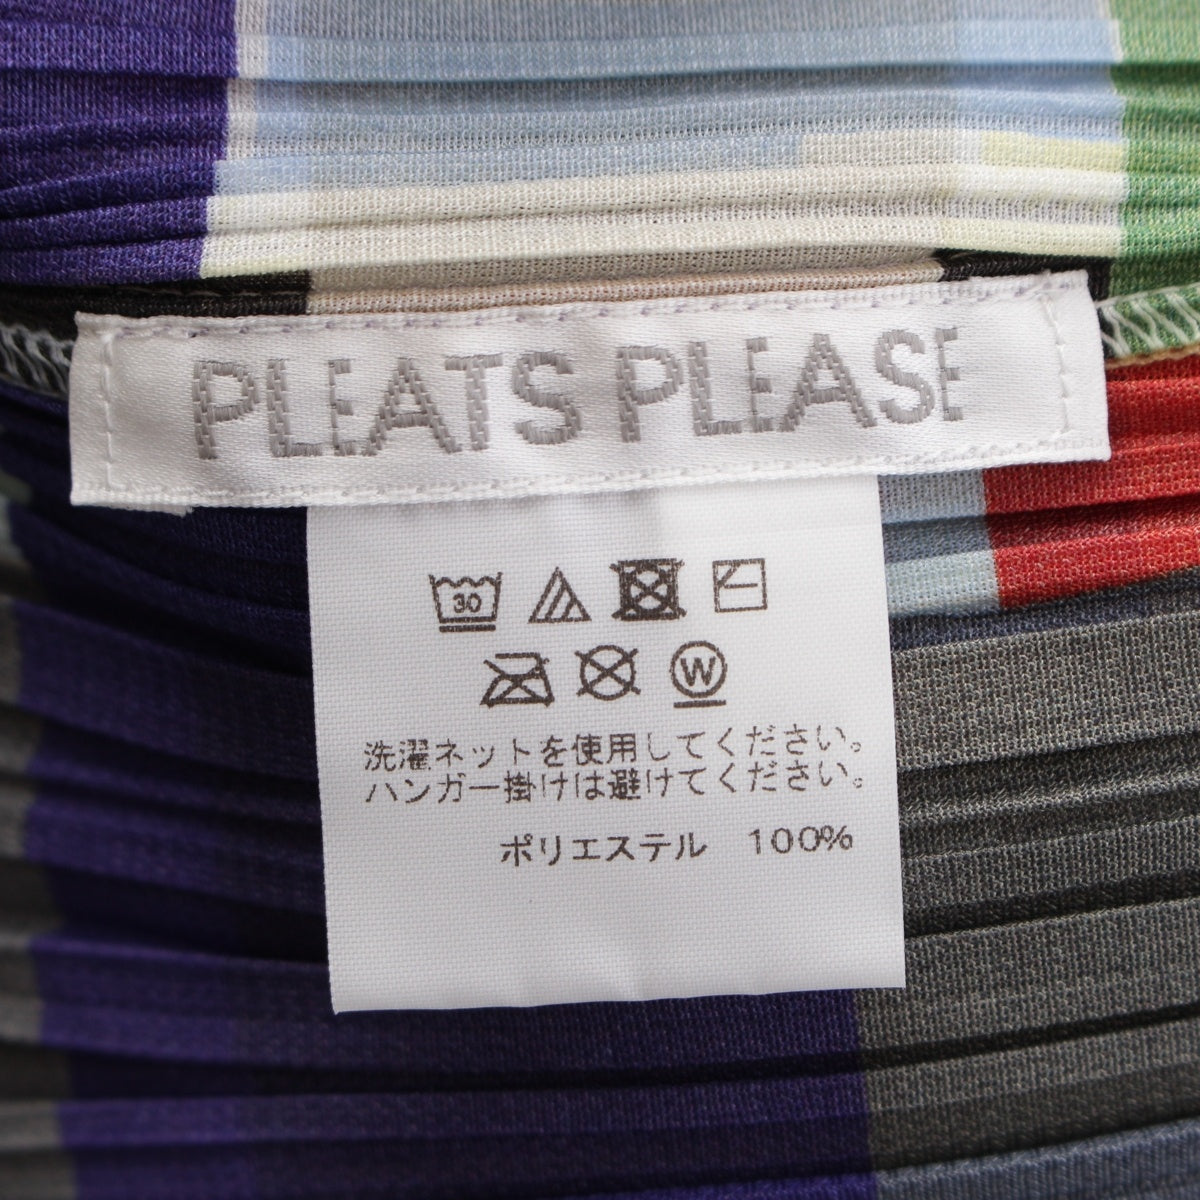 PLEATS PLEASE
30
W
洗濯ネットを使用してください。
ハンガー掛けは避けてください。
ポリエステル 100%